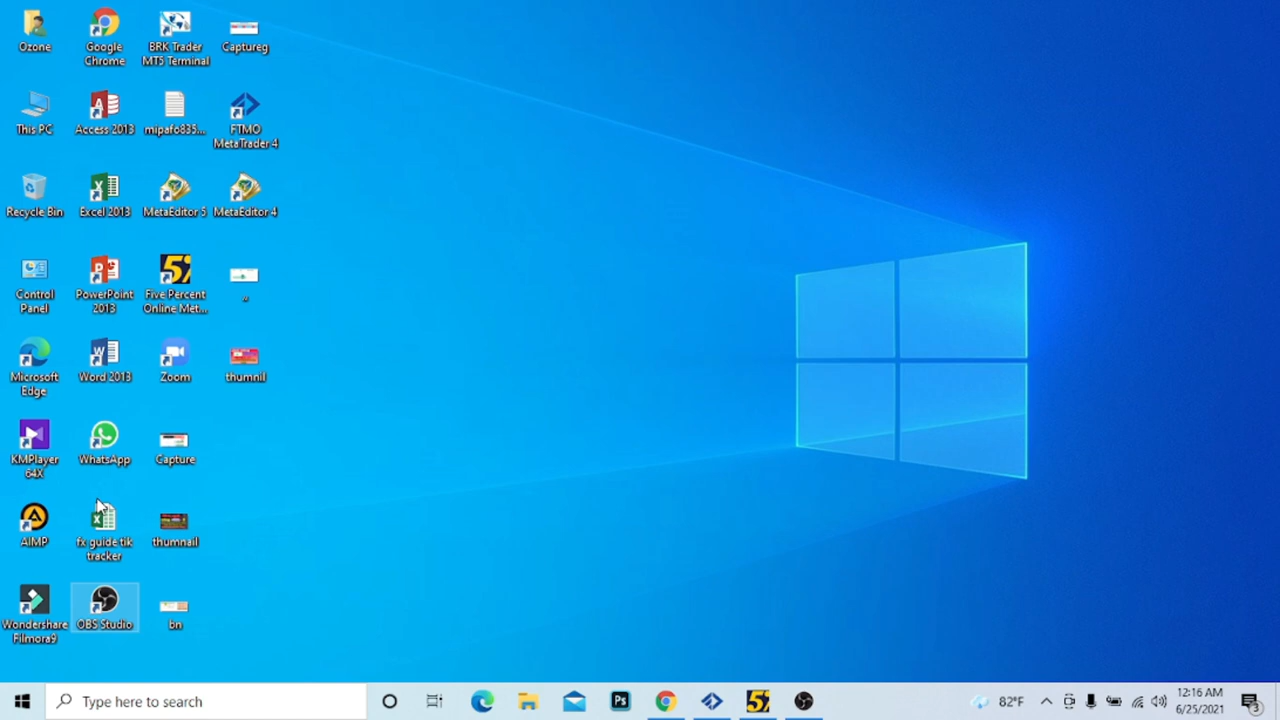 Ozone
Google
Chrome
BRK Trader
MT5 Terminal
Captureg
This PC
Access 2013
mipafo835...
FTMO
MetaTrader 4
Recycle Bin
Excel 2013
MetaEditor 5
MetaEditor 4
Control
Panel
PowerPoint
2013
Five Percent
Online Met...
,,
Microsoft
Edge
Word 2013
Zoom
thumnil
KMPlayer
64X
WhatsApp
Capture
AIMP
fx guide tik
tracker
thumnail
Wondershare
Filmora9
OBS Studio
bn
Type here to search
Ps
82°F
12:16 AM
6/25/2021
3